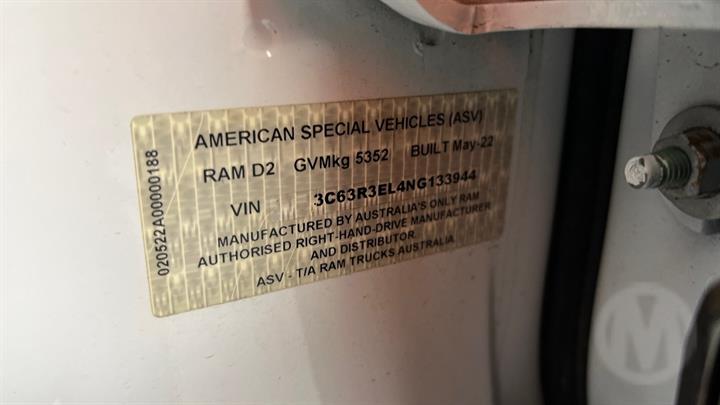 AMERICAN SPECIAL VEHICLES (ASV)
RAM D2 GVMkg 5352 BUILT May-22
VIN 3C63R3EL4NG133944
MANUFACTURED BY AUSTRALIA'S ONLY RAM
AUTHORISED RIGHT-HAND-DRIVE MANUFACTURER
AND DISTRIBUTOR.
ASV - T/A RAM TRUCKS AUSTRALIA
020522A00000188
M